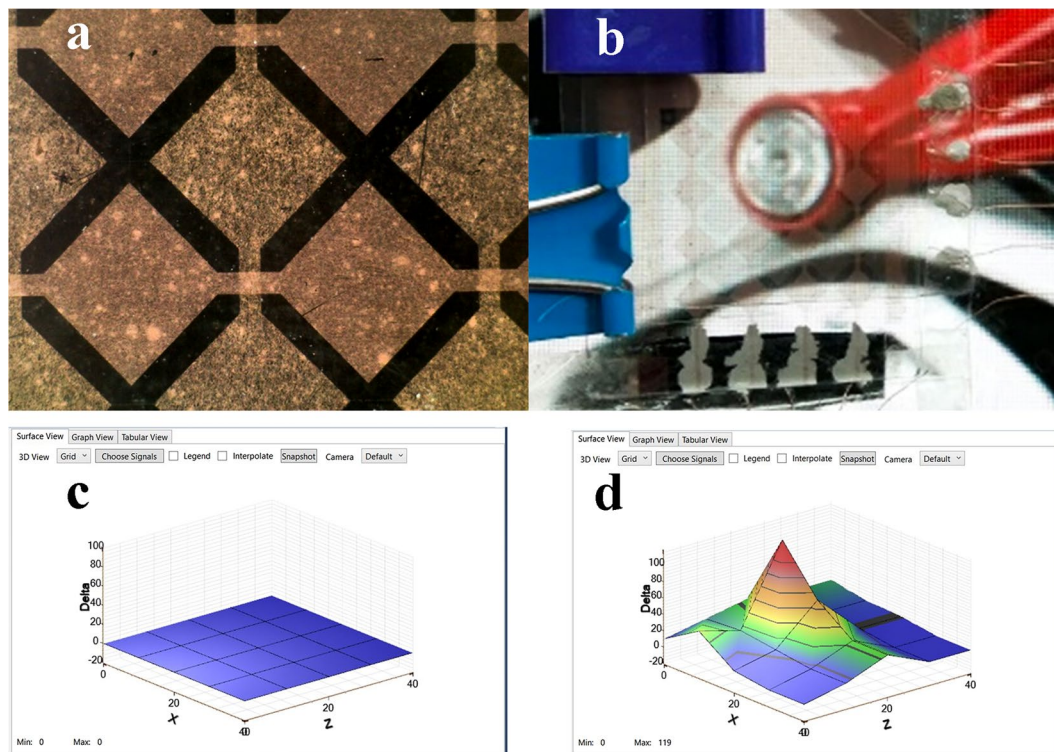 a
b
Surface View Graph View Tabular View
3D View Grid Choose Signals Legend Interpolate Snapshot Camera Default
c
100
80
60
40
20
0
-20
Delta
0
20
40
X
0
20
40
Z
Min: 0 Max: 0
Surface View Graph View Tabular View
3D View Grid Choose Signals Legend Interpolate Snapshot Camera Default
d
100
80
60
40
20
0
-20
Delta
0
20
40
X
0
20
40
Z
Min: 0 Max: 119